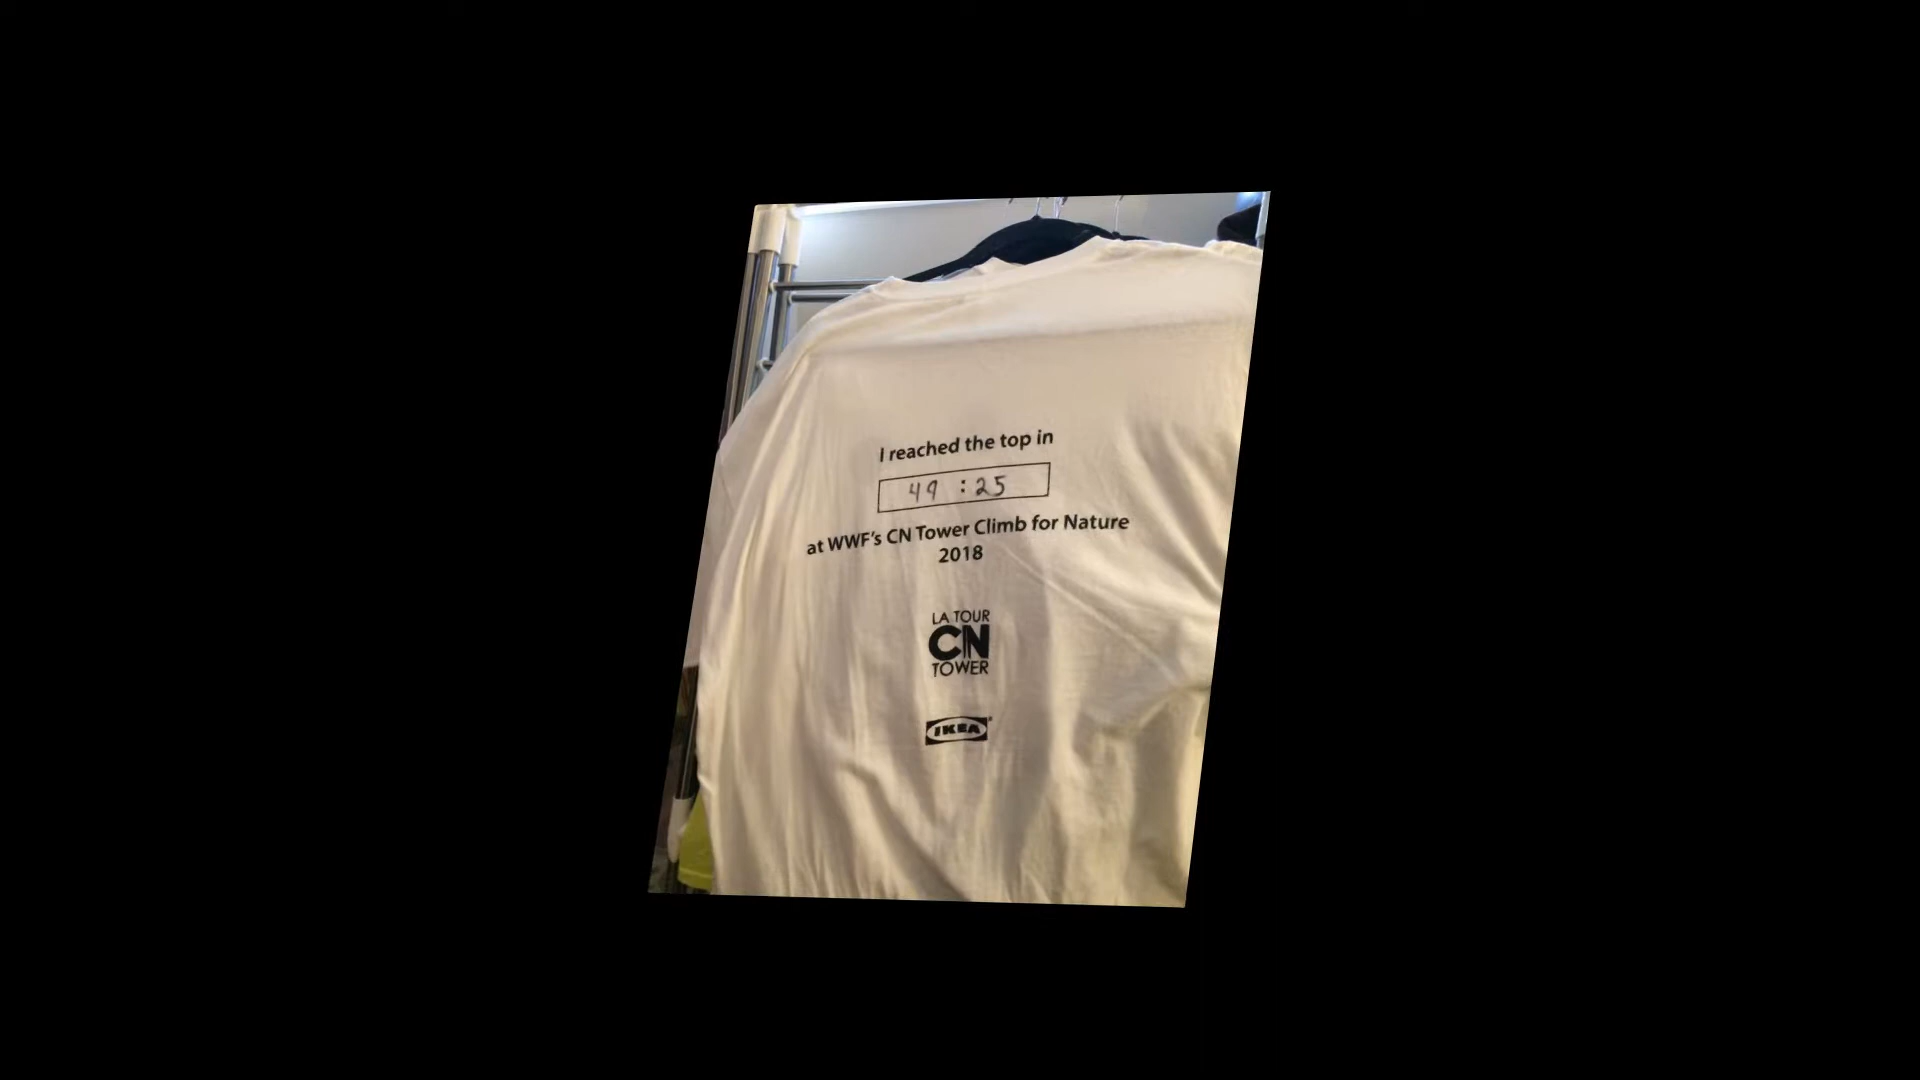 I reached the top in
49 : 25
at WWF's CN Tower Climb for Nature
2018
LA TOUR
CN
TOWER
IKEA®